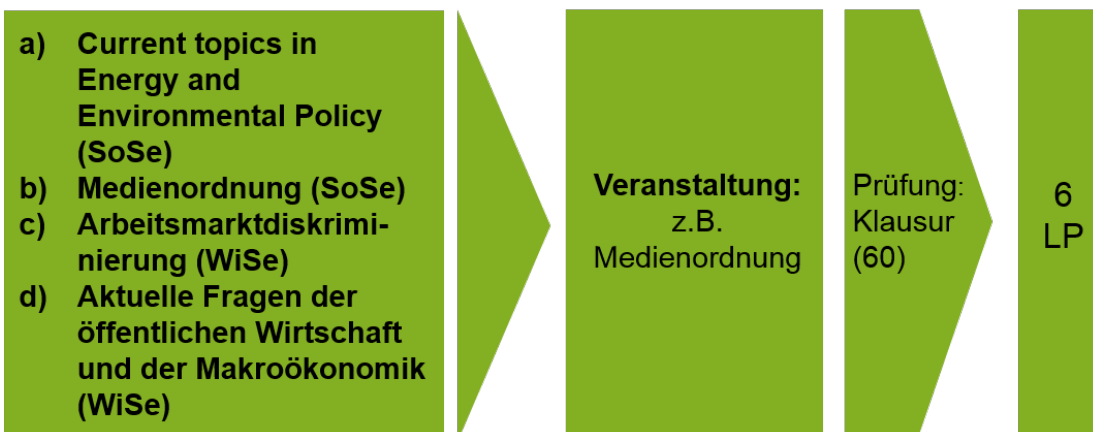 a) Current topics in
Energy and
Environmental Policy
(SoSe)
b) Medienordnung (SoSe)
c) Arbeitsmarktdiskrimi-
nierung (WiSe)
d) Aktuelle Fragen der
öffentlichen Wirtschaft
und der Makroökonomik
(WiSe)
Veranstaltung:
z.B.
Medienordnung
Prüfung:
Klausur
(60)
6
LP